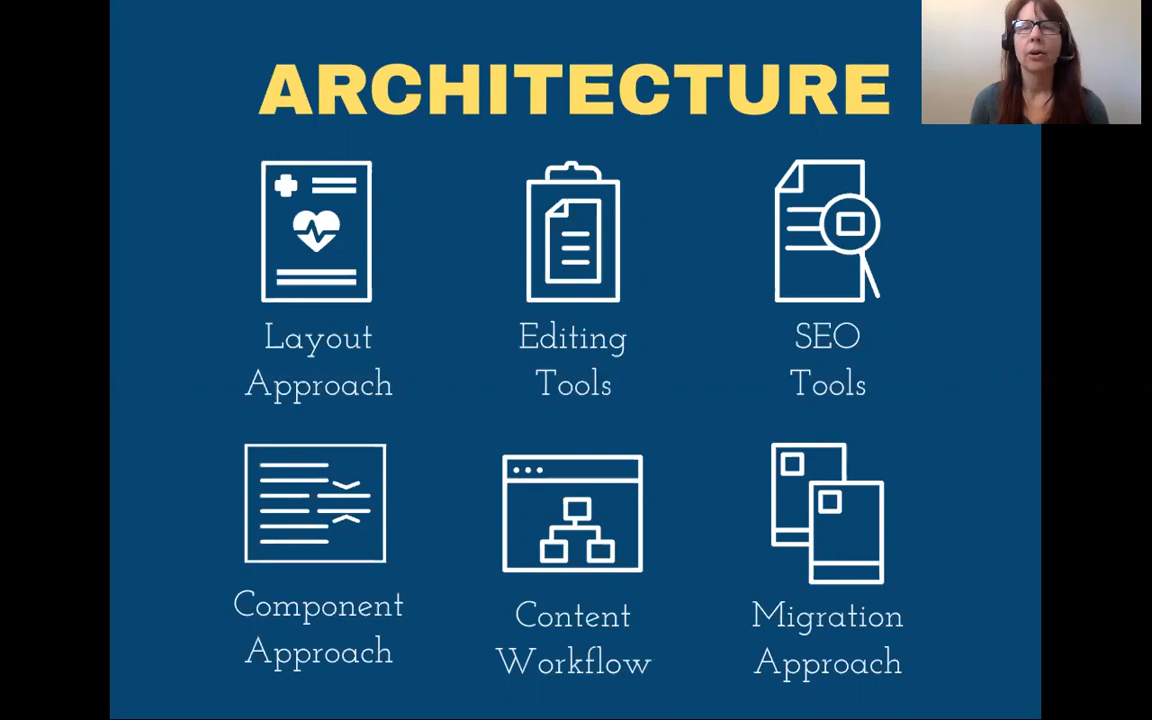 ARCHITECTURE
Layout
Approach
Editing
Tools
SEO
Tools
Component
Approach
Content
Workflow
Migration
Approach